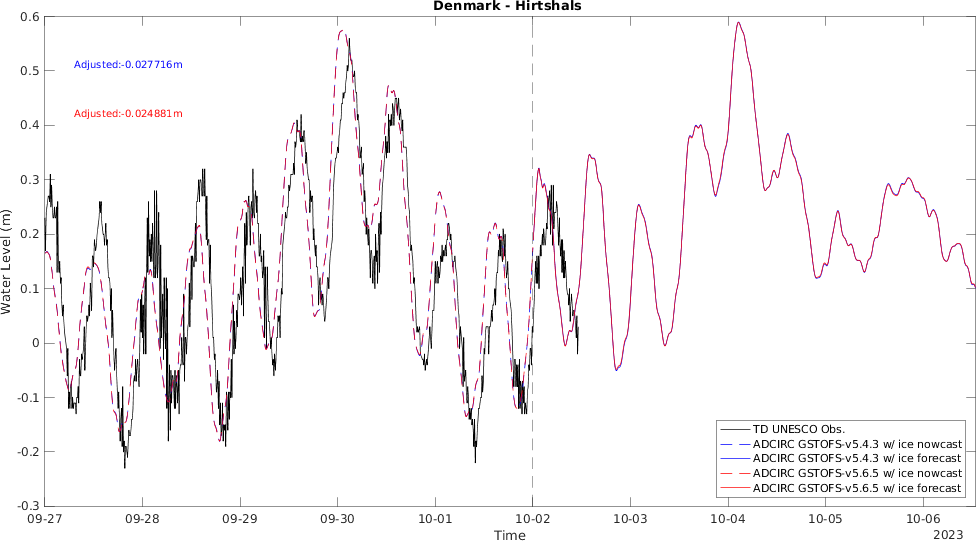 Denmark - Hirtshals
0.6
0.5
0.4
0.3
0.2
0.1
0
-0.1
-0.2
-0.3
Water Level (m)
Adjusted:-0.027716m
Adjusted:-0.024881m
TD UNESCO Obs.
ADCIRC GSTOFS-v5.4.3 w/ ice nowcast
ADCIRC GSTOFS-v5.4.3 w/ ice forecast
ADCIRC GSTOFS-v5.6.5 w/ ice nowcast
ADCIRC GSTOFS-v5.6.5 w/ ice forecast
09-27 09-28 09-29 09-30 10-01 10-02 10-03 10-04 10-05 10-06
Time
2023